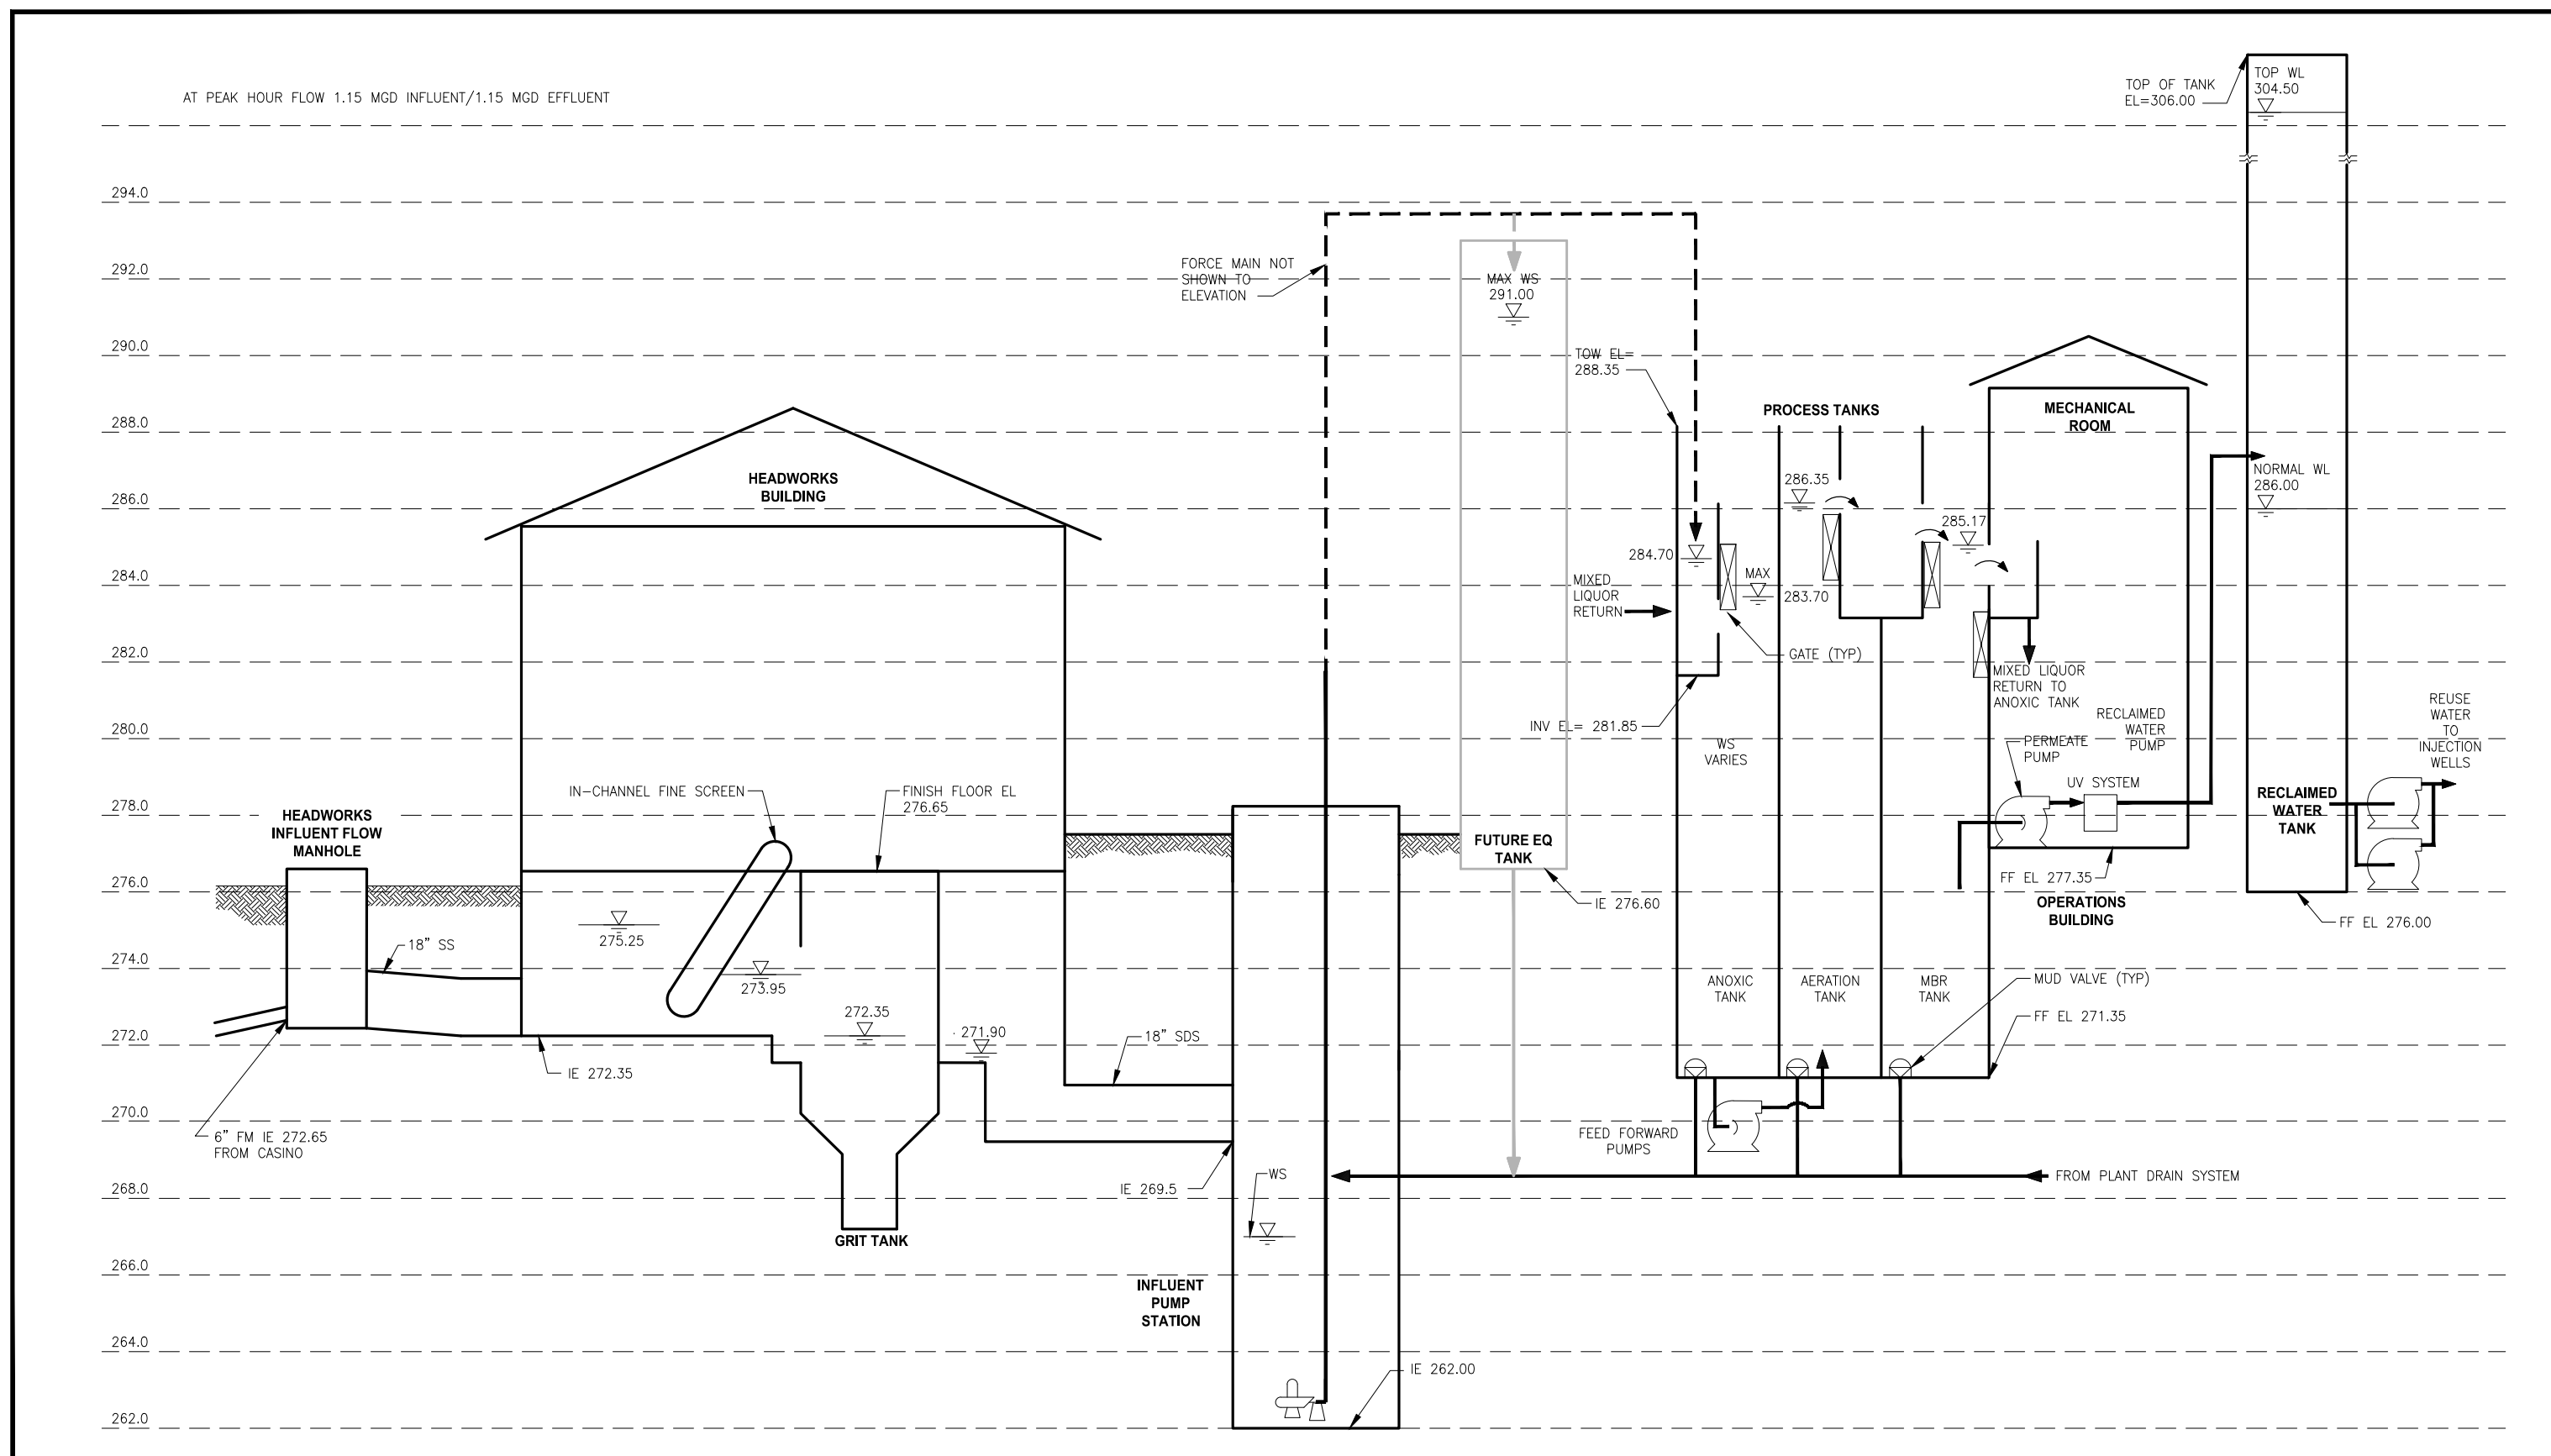 AT PEAK HOUR FLOW 1.15 MGD INFLUENT/1.15 MGD EFFLUENT
TOP OF TANK
EL=306.00
TOP WL
304.50
294.0
292.0
290.0
288.0
286.0
284.0
282.0
280.0
278.0
276.0
274.0
272.0
270.0
268.0
266.0
264.0
262.0
HEADWORKS
INFLUENT FLOW
MANHOLE
18" SS
6" FM IE 272.65
FROM CASINO
IE 272.35
HEADWORKS
BUILDING
IN-CHANNEL FINE SCREEN
FINISH FLOOR EL
276.65
275.25
273.95
272.35
271.90
GRIT TANK
18" SDS
IE 269.5
WS
INFLUENT
PUMP
STATION
IE 262.00
FORCE MAIN NOT
SHOWN TO
ELEVATION
MAX WS
291.00
FUTURE EQ
TANK
IE 276.60
TOW EL=
288.35
PROCESS TANKS
284.70
MIXED
LIQUOR
RETURN
MAX
283.70
286.35
285.17
GATE (TYP)
INV EL= 281.85
WS
VARIES
ANOXIC
TANK
AERATION
TANK
MBR
TANK
FEED FORWARD
PUMPS
MUD VALVE (TYP)
FF EL 271.35
FROM PLANT DRAIN SYSTEM
MECHANICAL
ROOM
MIXED LIQUOR
RETURN TO
ANOXIC TANK
RECLAIMED
WATER
PUMP
PERMEATE
PUMP
UV SYSTEM
FF EL 277.35
OPERATIONS
BUILDING
NORMAL WL
286.00
RECLAIMED
WATER
TANK
FF EL 276.00
REUSE
WATER
TO
INJECTION
WELLS